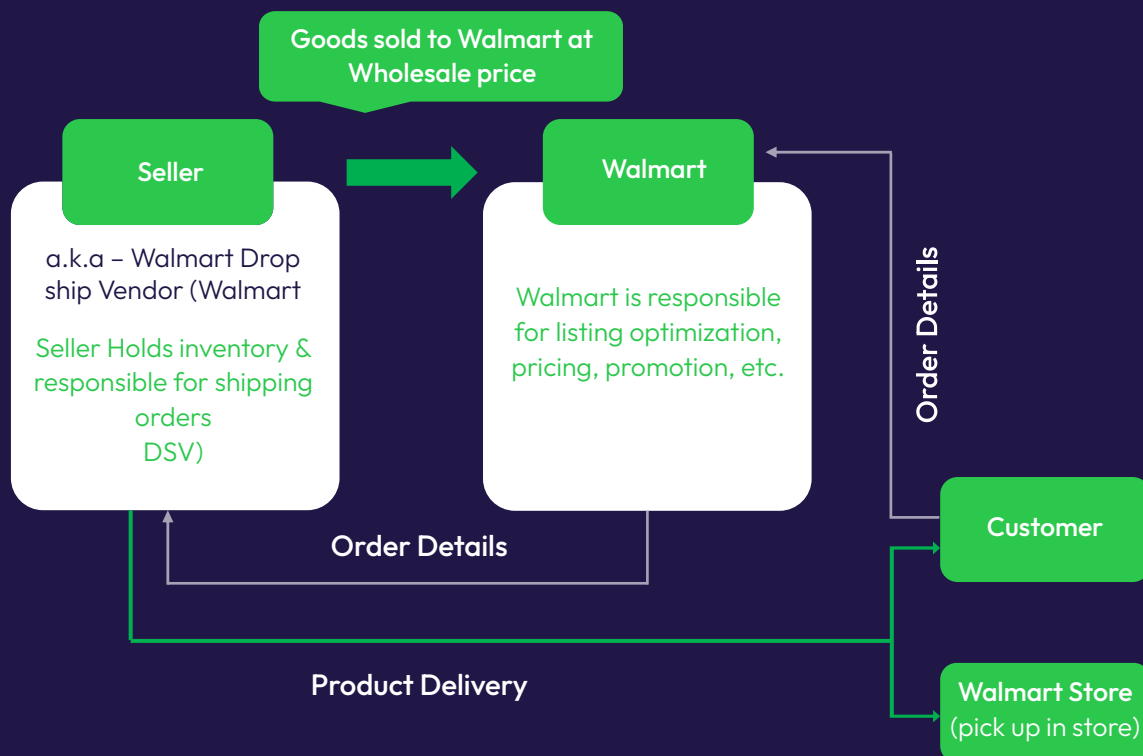 Goods sold to Walmart at
Wholesale price
Seller
a.k.a – Walmart Drop
ship Vendor (Walmart
Seller Holds inventory &
responsible for shipping
orders
DSV)
Walmart
Walmart is responsible
for listing optimization,
pricing, promotion, etc.
Order Details
Order Details
Customer
Product Delivery
Walmart Store
(pick up in store)